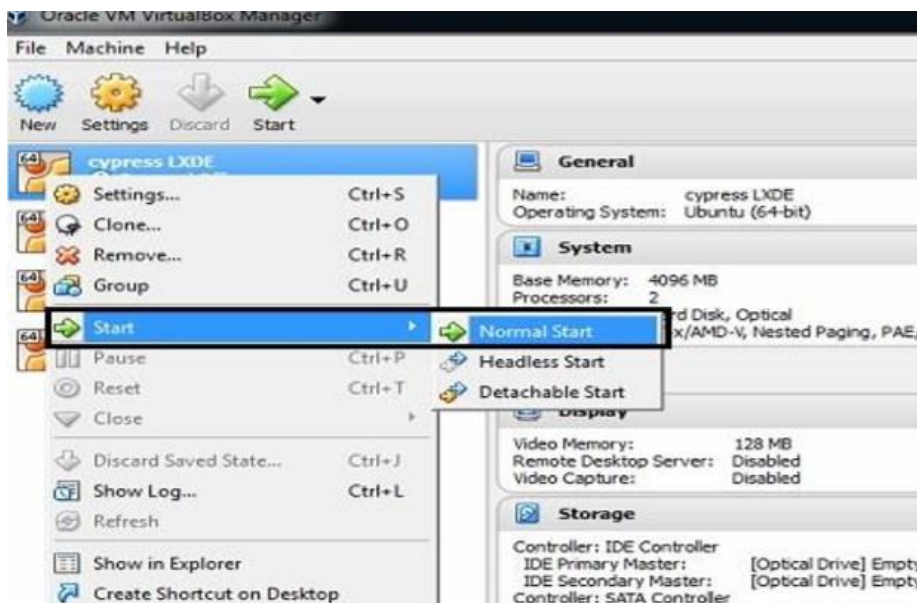 Oracle VM VirtualBox Manager
File Machine Help
New Settings Discard Start
64 cypress LXDE
General
Name: cypress LXDE
Operating System: Ubuntu (64-bit)
System
Base Memory: 4096 MB
Processors: 2
rd Disk, Optical
x/AMD-V, Nested Paging, PAE,
Display
Video Memory: 128 MB
Remote Desktop Server: Disabled
Video Capture: Disabled
Storage
Controller: IDE Controller
IDE Primary Master: [Optical Drive] Empty
IDE Secondary Master: [Optical Drive] Empty
Controller: SATA Controller
Settings... Ctrl+S
64
Clone... Ctrl+O
Remove... Ctrl+R
64
Group Ctrl+U
Start
64
Pause Ctrl+P
Reset Ctrl+T
Close
Discard Saved State... Ctrl+J
Show Log... Ctrl+L
Refresh
Show in Explorer
Create Shortcut on Desktop
Normal Start
Headless Start
Detachable Start